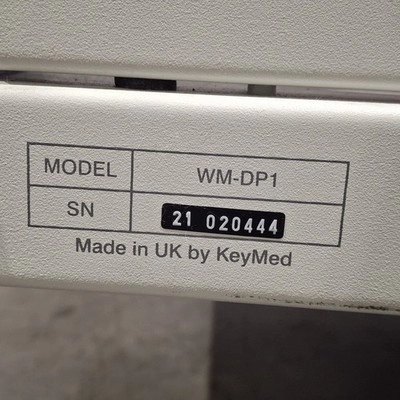 MODEL WM-DP1
SN 21 020444
Made in UK by KeyMed